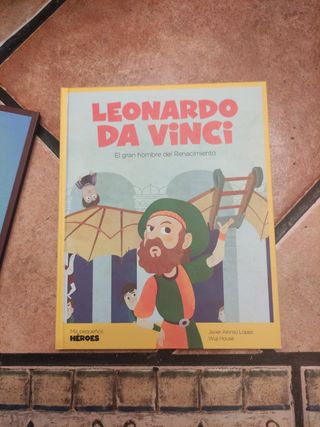 LEONARDO
DA VINCI
El gran hombre del Renacimiento
Mis pequeños
HÉROES
Javier Alonso López
Wuji House